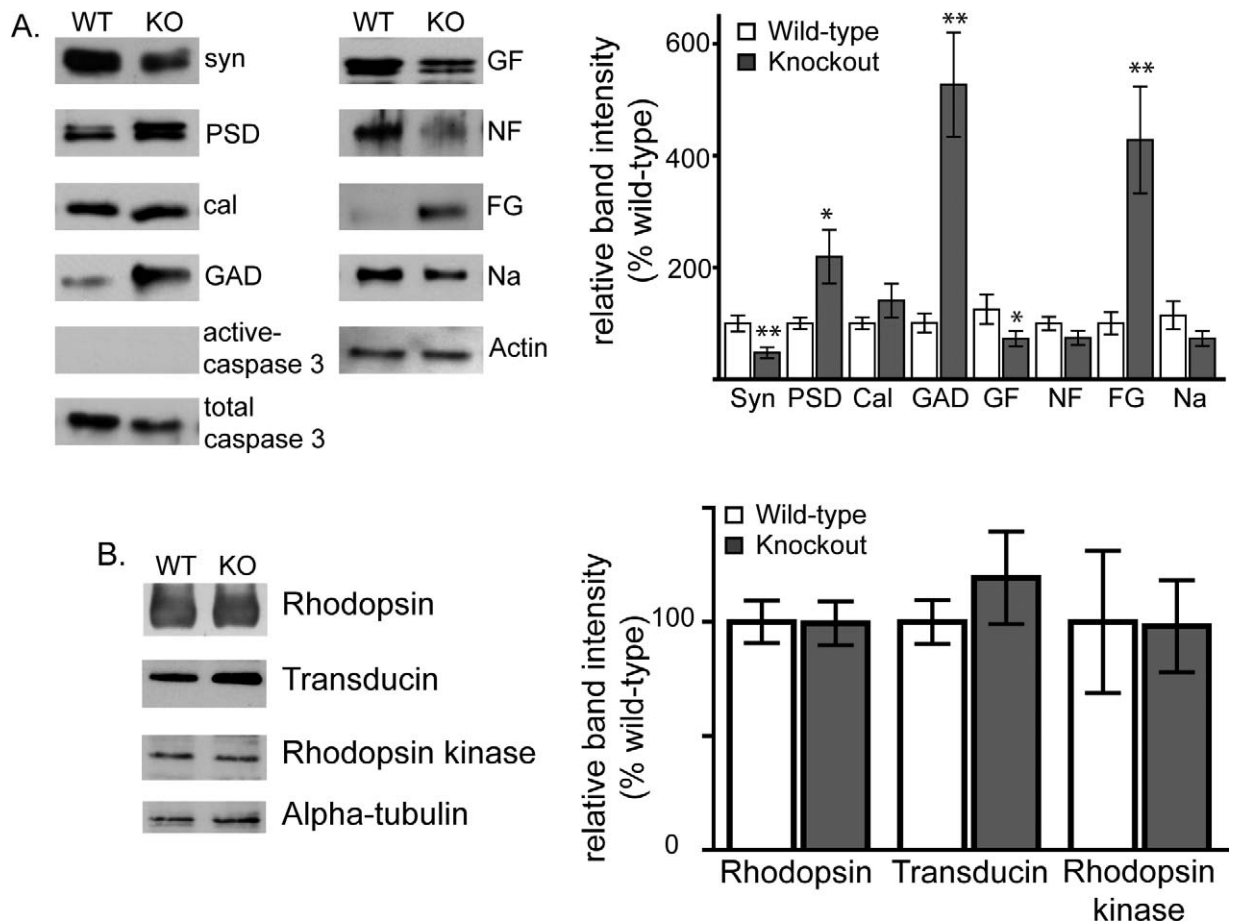 A.
WT KO
syn
PSD
cal
GAD
active-
caspase 3
total
caspase 3
WT KO
GF
NF
FG
Na
Actin
relative band intensity
(% wild-type)
600
400
200
Wild-type
Knockout
** * ** * **
Syn PSD Cal GAD GF NF FG Na
B.
WT KO
Rhodopsin
Transducin
Rhodopsin kinase
Alpha-tubulin
relative band intensity
(% wild-type)
100
0
Wild-type
Knockout
Rhodopsin Transducin Rhodopsin
kinase